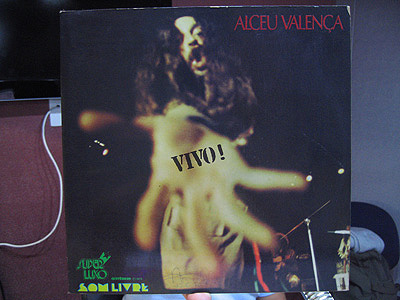 ALCEU VALENÇA
VIVO!
SUPER
LUXO
SOM LIVRE